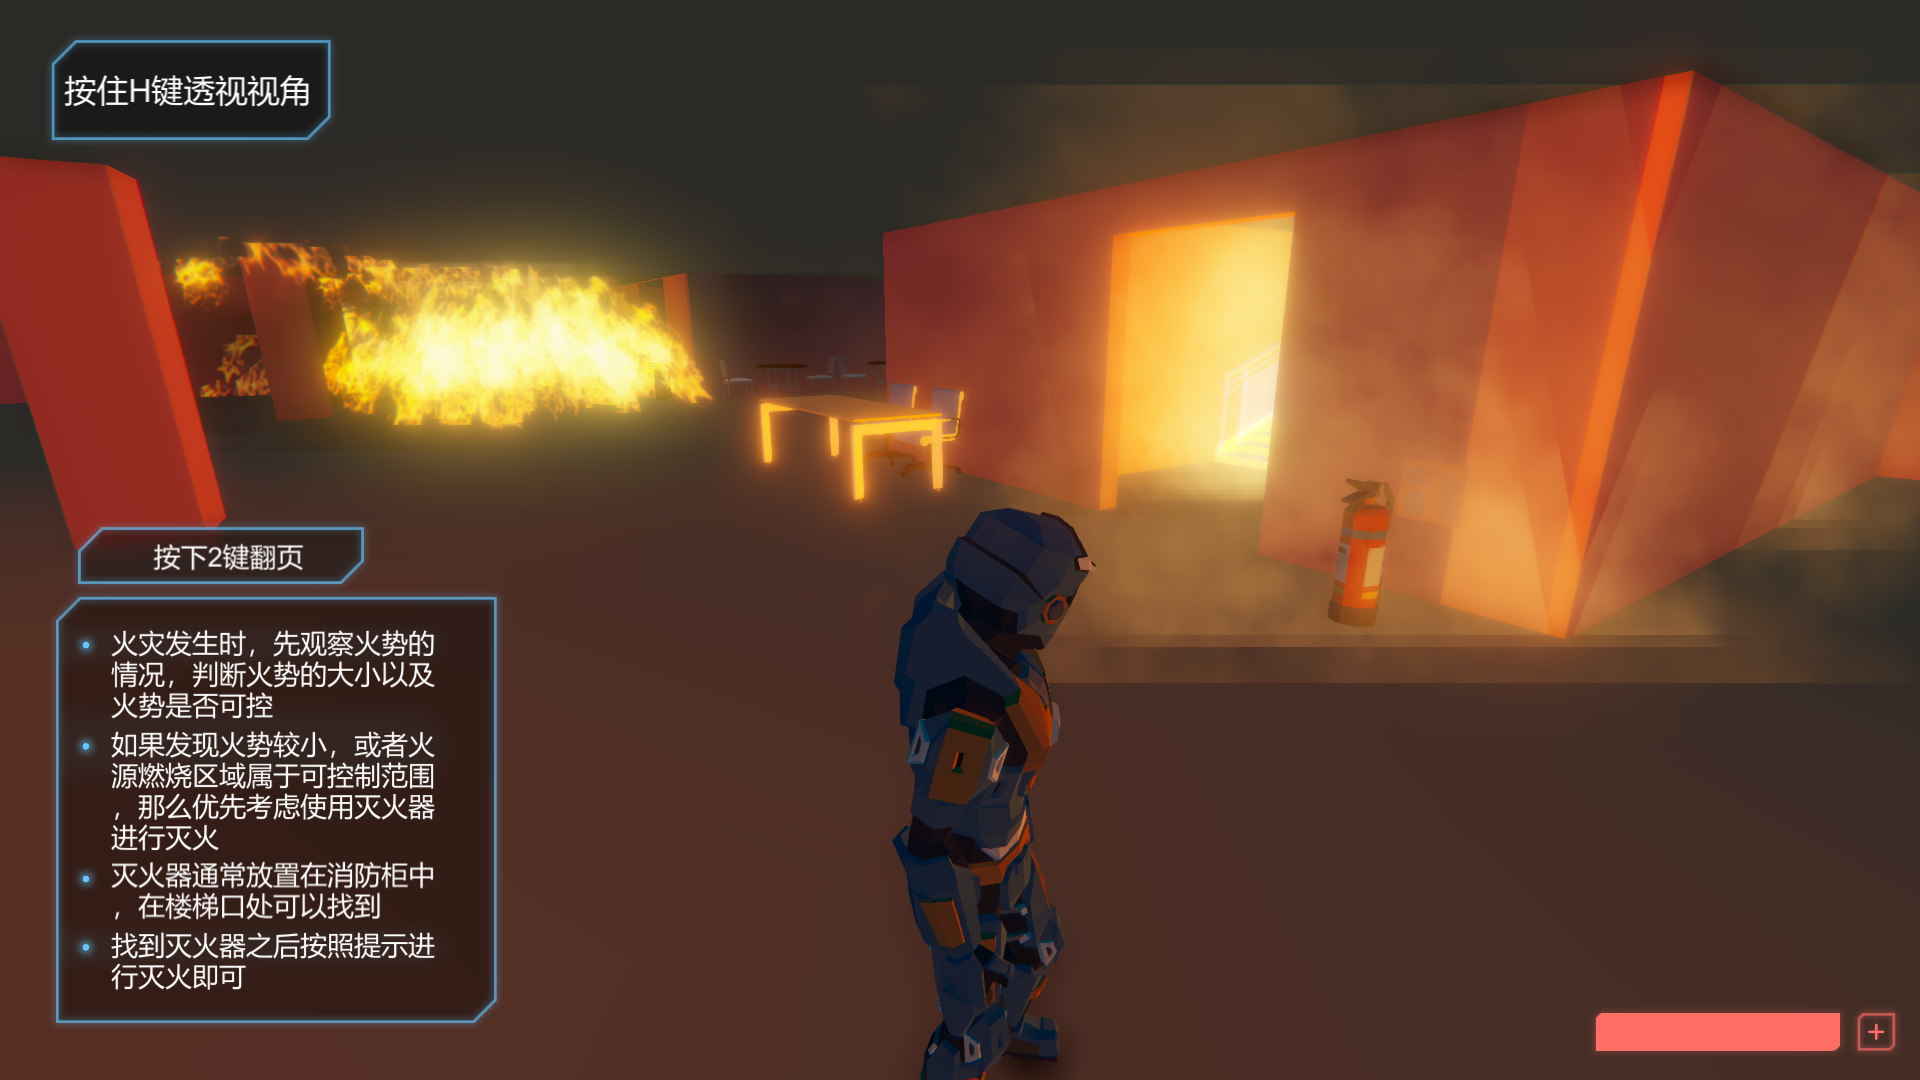 按住H键透视视角
按下2键翻页
火灾发生时，先观察火势的
情况，判断火势的大小以及
火势是否可控
如果发现火势较小，或者火
源燃烧区域属于可控制范围
，那么优先考虑使用灭火器
进行灭火
灭火器通常放置在消防柜中
，在楼梯口处可以找到
找到灭火器之后按照提示进
行灭火即可